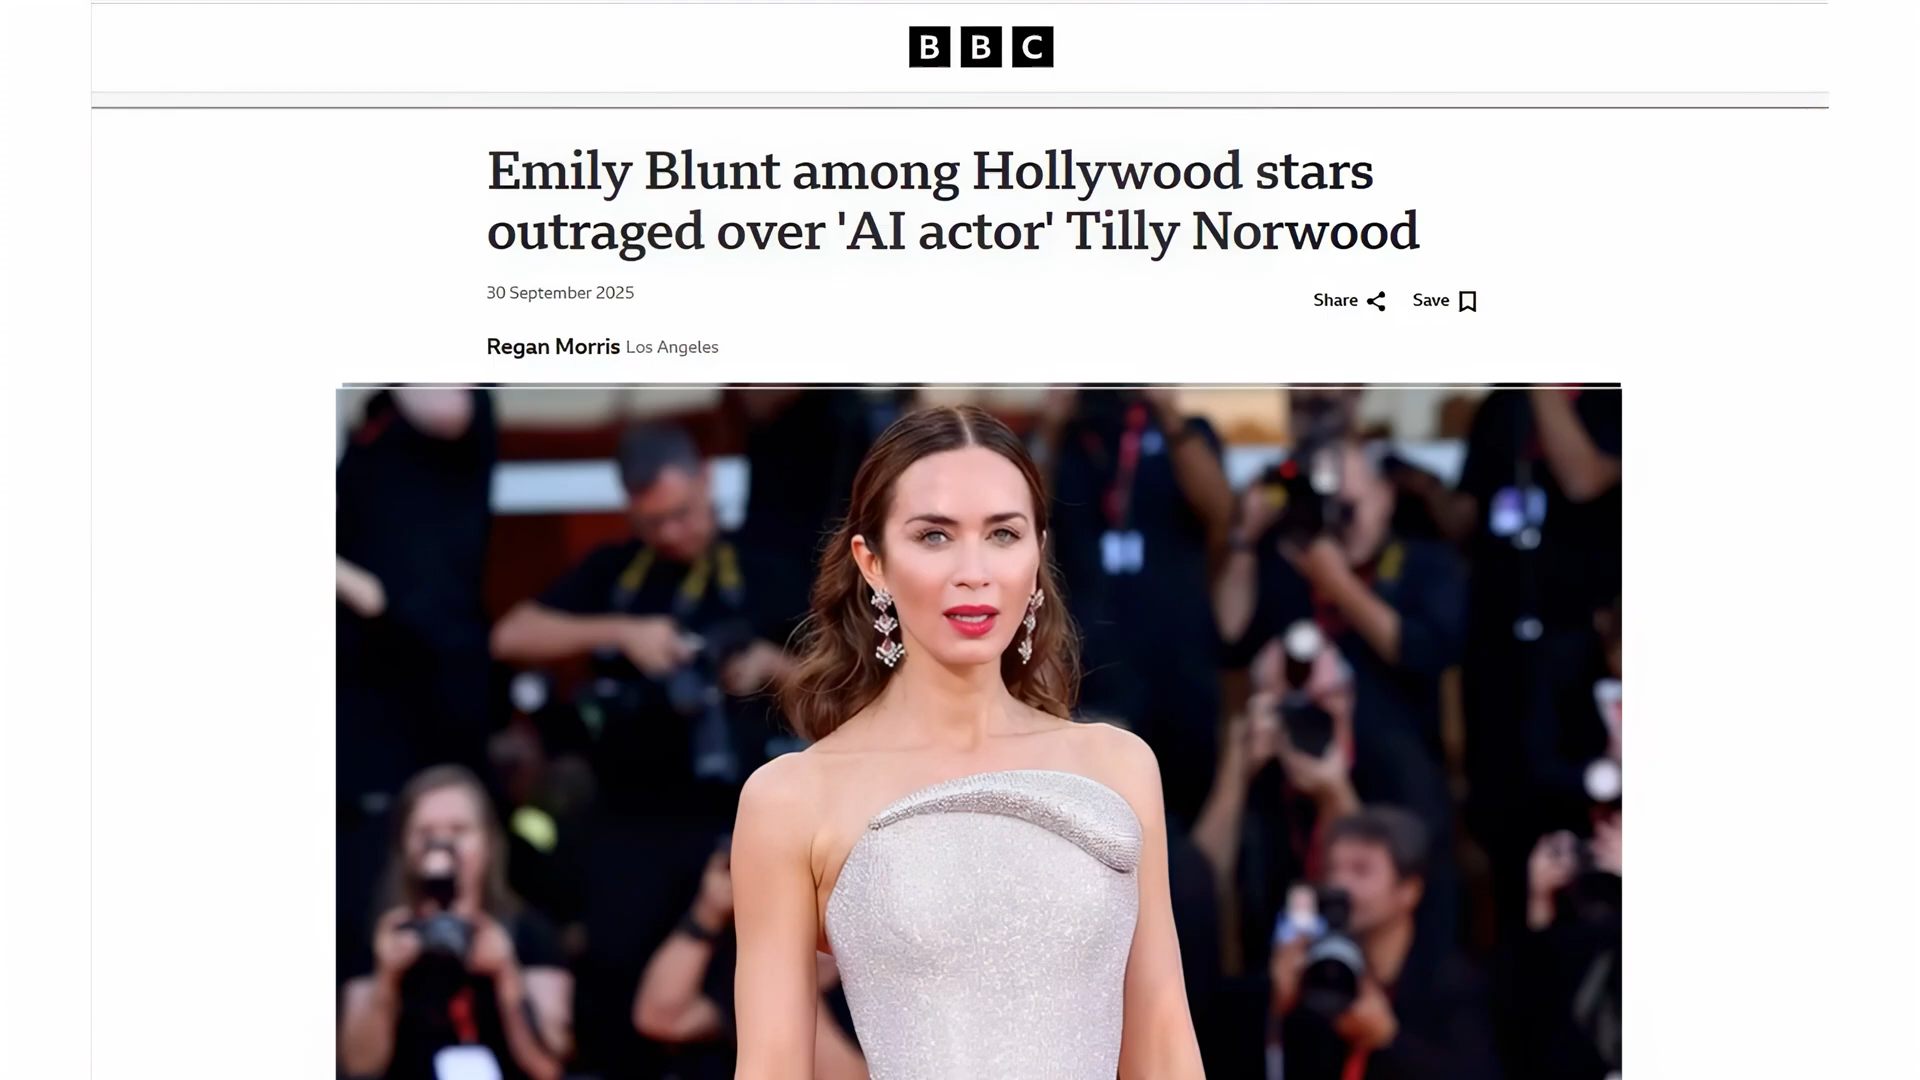 BBC
Emily Blunt among Hollywood stars
outraged over 'AI actor' Tilly Norwood
30 September 2025
Share
Save
Regan Morris Los Angeles